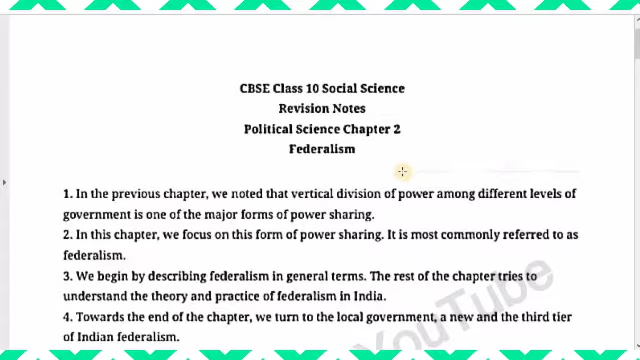 CBSE Class 10 Social Science
Revision Notes
Political Science Chapter 2
Federalism
1. In the previous chapter, we noted that vertical division of power among different levels of
government is one of the major forms of power sharing.
2. In this chapter, we focus on this form of power sharing. It is most commonly referred to as
federalism.
3. We begin by describing federalism in general terms. The rest of the chapter tries to
understand the theory and practice of federalism in India.
4. Towards the end of the chapter, we turn to the local government, a new and the third tier
of Indian federalism.
YouTube